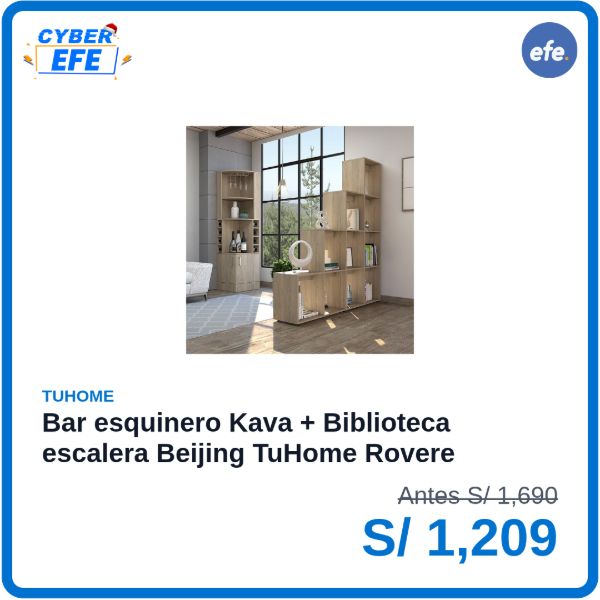 CYBER
EFE
efe.
TUHOME
Bar esquinero Kava + Biblioteca
escalera Beijing TuHome Rovere
Antes S/ 1,690
S/ 1,209